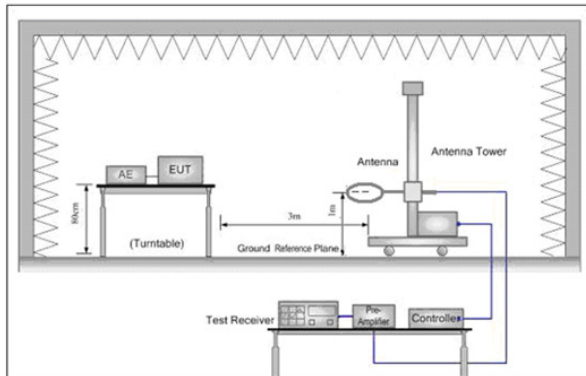 Antenna
Antenna Tower
AE
EUT
80cm
(Turntable)
3m
1m
Ground Reference Plane
Test Receiver
Pre-
Amplifier
Controller